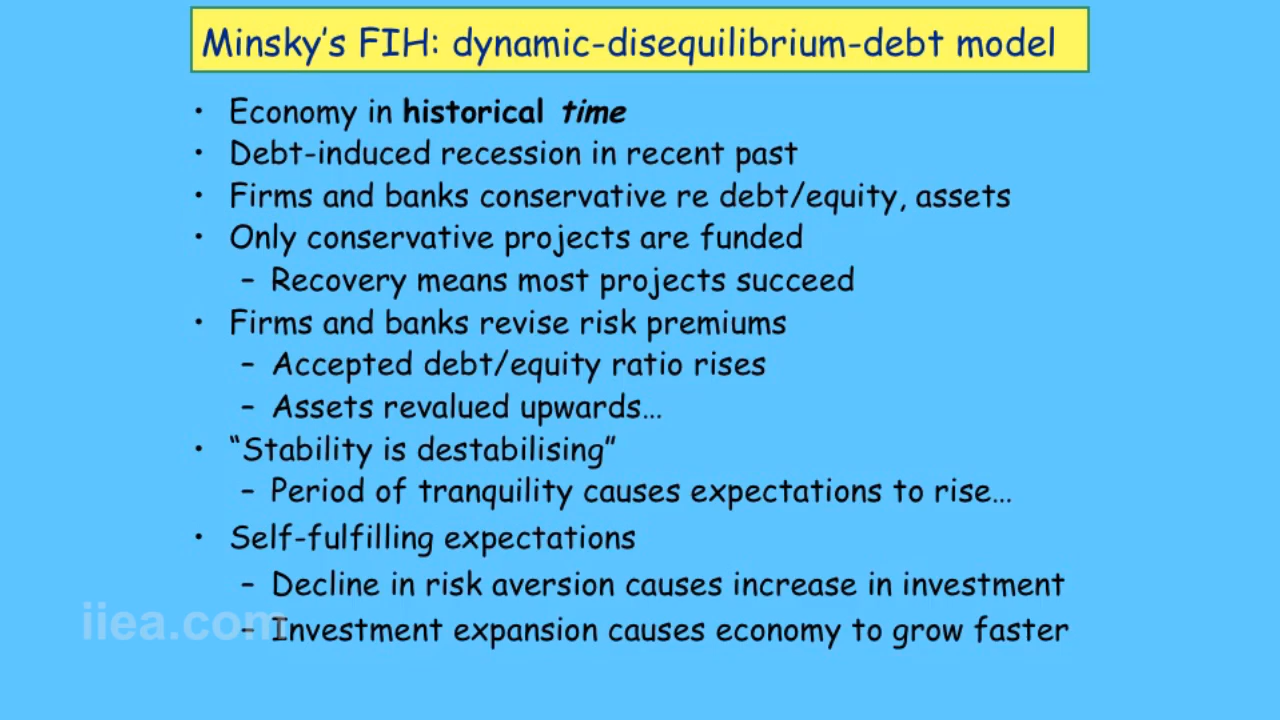 Minsky's FIH: dynamic-disequilibrium-debt model
• Economy in historical time
• Debt-induced recession in recent past
• Firms and banks conservative re debt/equity, assets
• Only conservative projects are funded
– Recovery means most projects succeed
• Firms and banks revise risk premiums
– Accepted debt/equity ratio rises
– Assets revalued upwards…
• “Stability is destabilising”
– Period of tranquility causes expectations to rise…
• Self-fulfilling expectations
– Decline in risk aversion causes increase in investment
– Investment expansion causes economy to grow faster
iiea.com